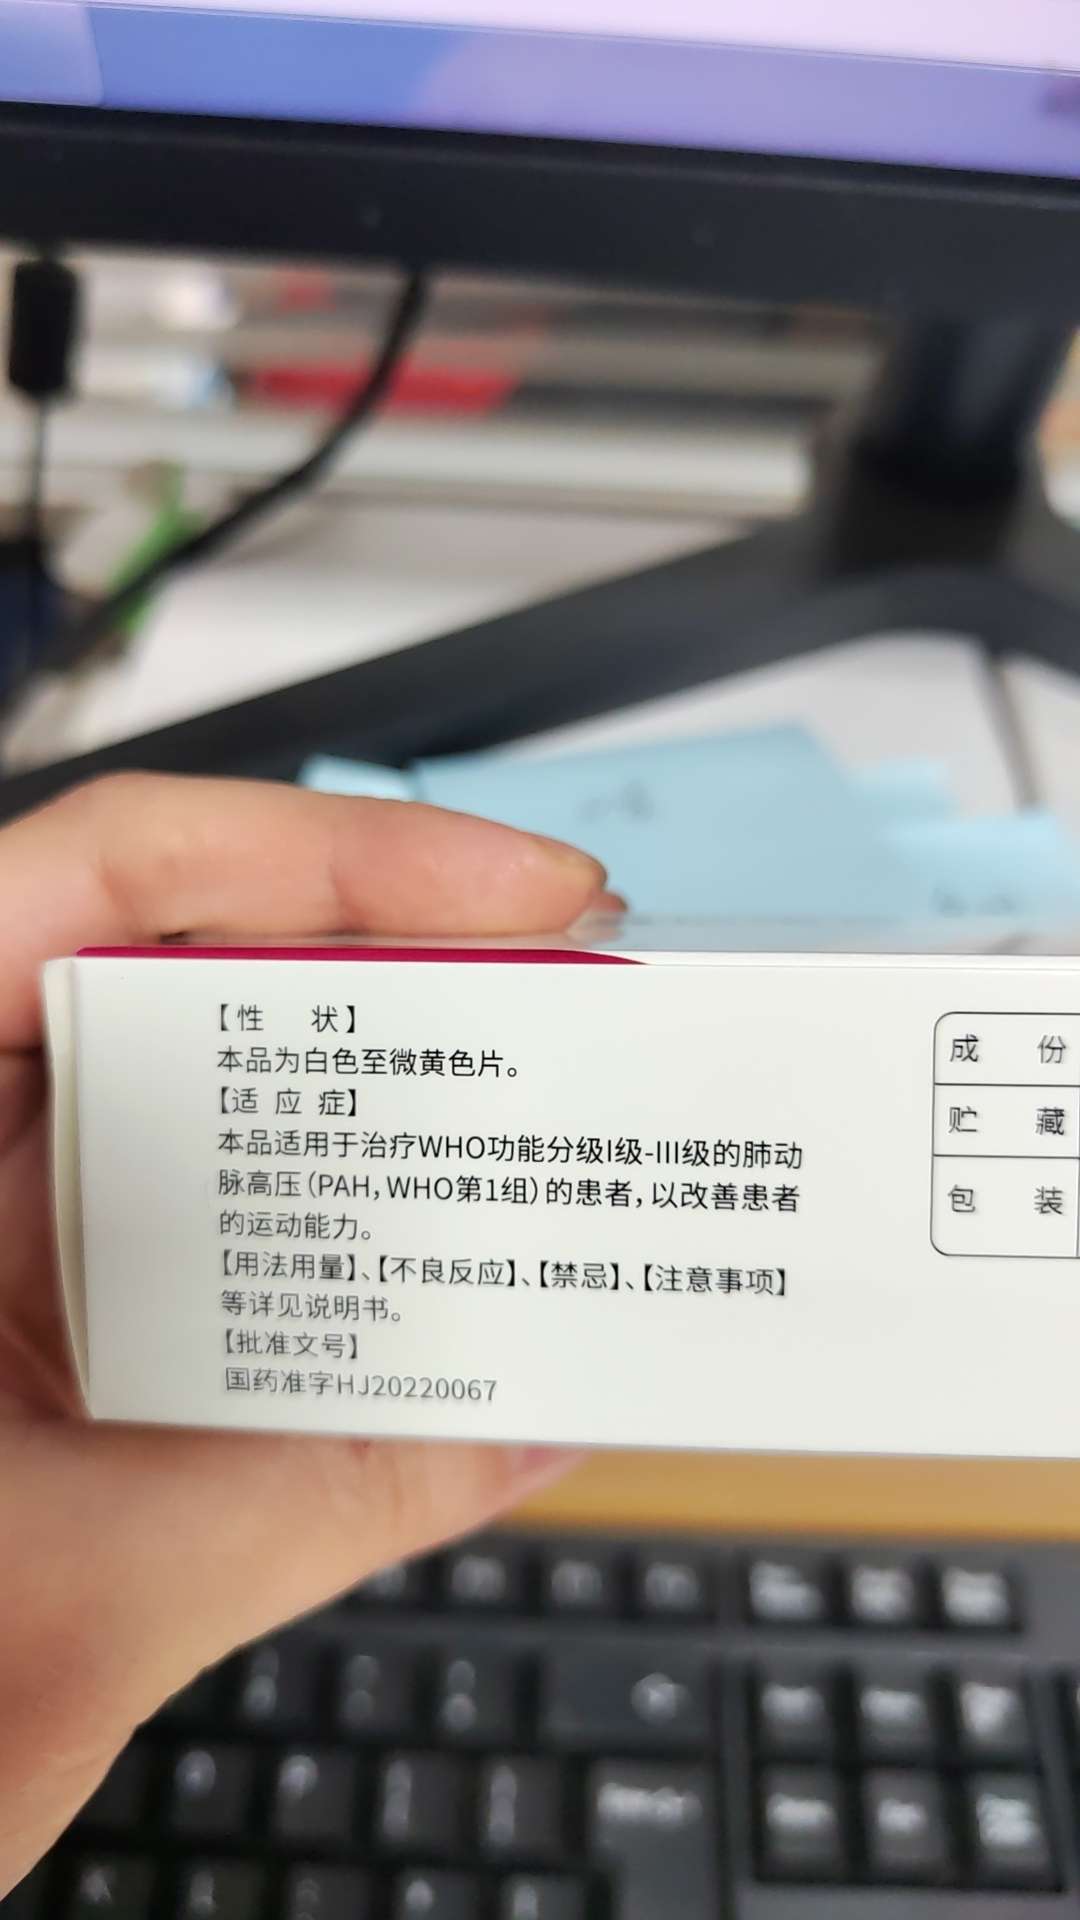 【性 状】
本品为白色至微黄色片。
【适 应 症】
本品适用于治疗WHO功能分级I级-III级的肺动
脉高压(PAH,WHO第1组)的患者,以改善患者
的运动能力。
【用法用量】、【不良反应】、【禁忌】、【注意事项】
等详见说明书。
【批准文号】
国药准字HJ20220067
成 份
贮 藏
包 装